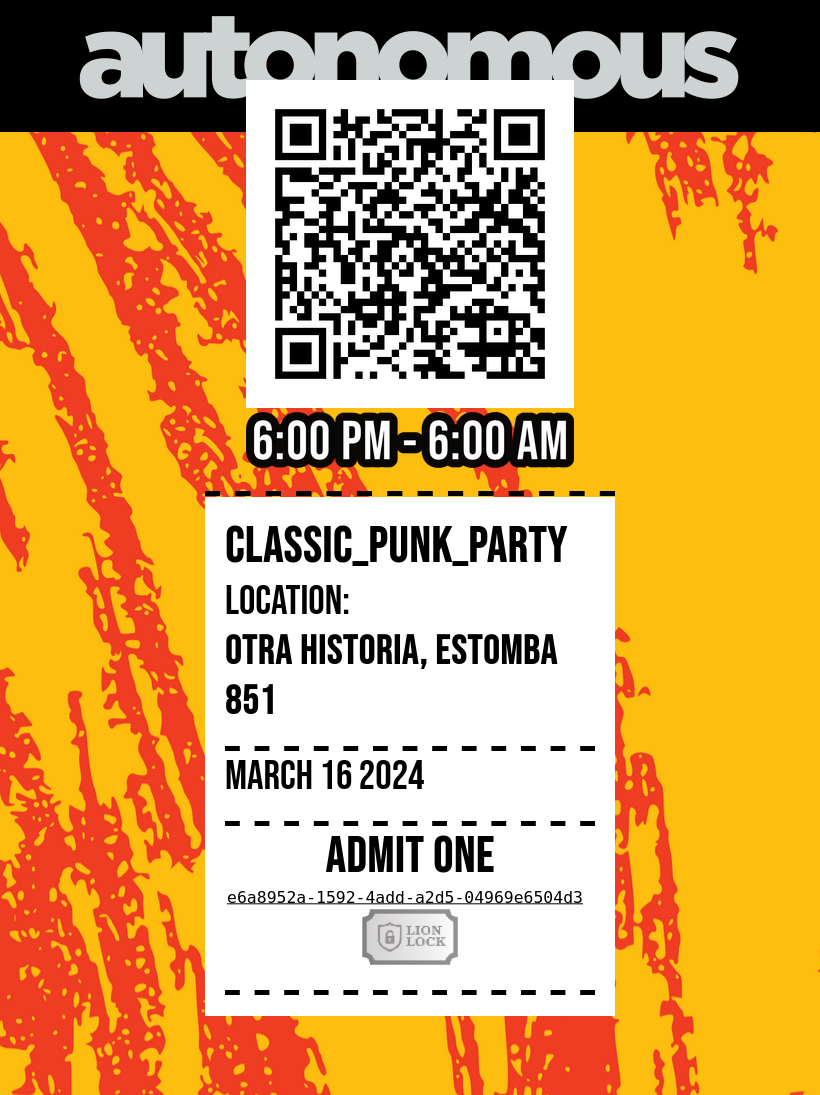 autonomous
6:00 PM - 6:00 AM
CLASSIC_PUNK_PARTY
LOCATION:
OTRA HISTORIA, ESTOMBA
851
MARCH 16 2024
ADMIT ONE
e6a8952a-1592-4add-a2d5-04969e6504d3
LION
LOCK